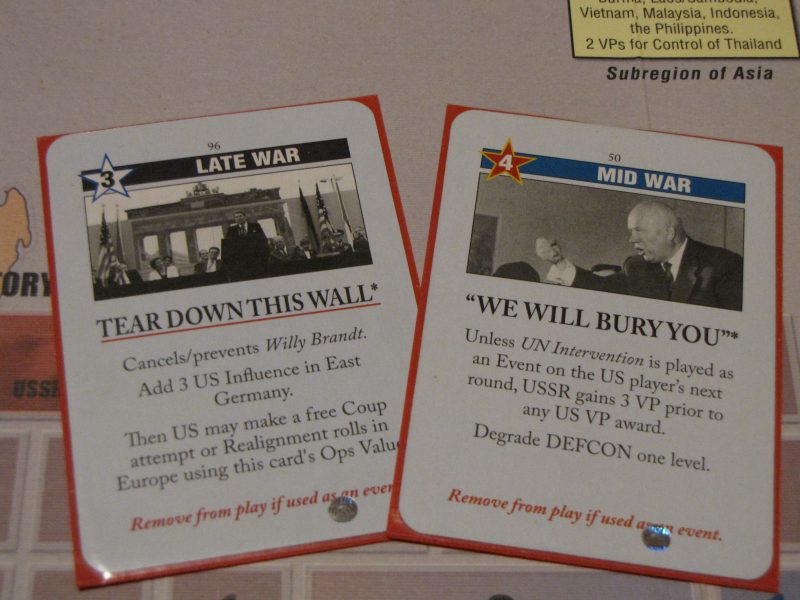 Vietnam, Malaysia, Indonesia,
the Philippines.
2 VPs for Control of Thailand
Subregion of Asia
96
3
LATE WAR
TEAR DOWN THIS WALL*
Cancels/prevents Willy Brandt.
Add 3 US Influence in East
Germany.
Then US may make a free Coup
attempt or Realignment rolls in
Europe using this card's Ops Value
Remove from play if used as an event
50
4
MID WAR
"WE WILL BURY YOU"*
Unless UN Intervention is played as
an Event on the US player's next
round, USSR gains 3 VP prior to
any US VP award.
Degrade DEFCON one level.
Remove from play if used as an event.
ORY
USSR